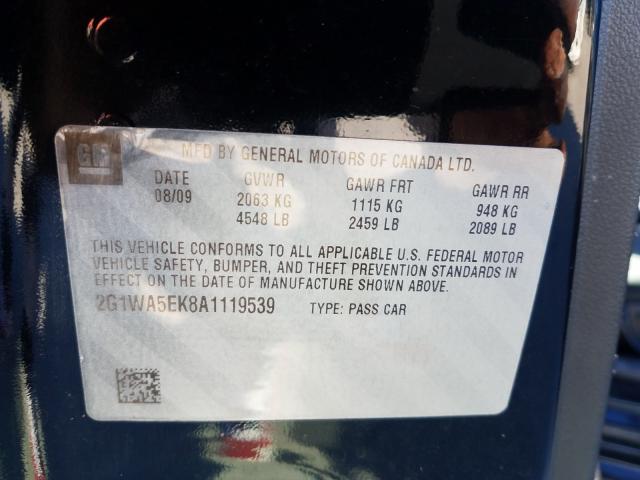 GM MFD BY GENERAL MOTORS OF CANADA LTD.
DATE GVWR GAWR FRT GAWR RR
08/09 2063 KG 1115 KG 948 KG
4548 LB 2459 LB 2089 LB
THIS VEHICLE CONFORMS TO ALL APPLICABLE U.S. FEDERAL MOTOR
VEHICLE SAFETY, BUMPER, AND THEFT PREVENTION STANDARDS IN
EFFECT ON THE DATE OF MANUFACTURE SHOWN ABOVE.
2G1WA5EK8A1119539 TYPE: PASS CAR